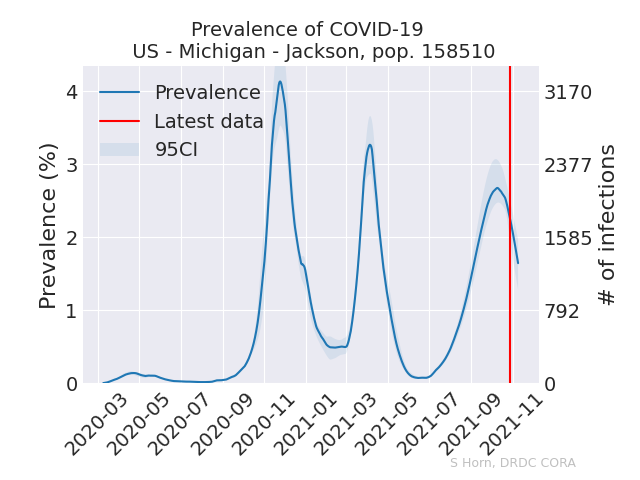 Prevalence of COVID-19
US - Michigan - Jackson, pop. 158510
Prevalence
Latest data
95CI
Prevalence (%)
4
3
2
1
0
3170
2377
1585
792
0
# of infections
2020-03
2020-05
2020-07
2020-09
2020-11
2021-01
2021-03
2021-05
2021-07
2021-09
2021-11
S Horn, DRDC CORA